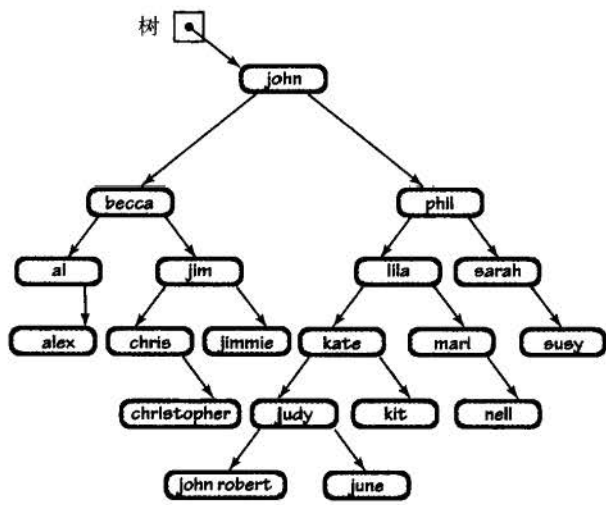 树
john
becca
phil
al
jim
lila
sarah
alex
chris
jimmie
kate
mari
susy
christopher
judy
kit
nell
john robert
june